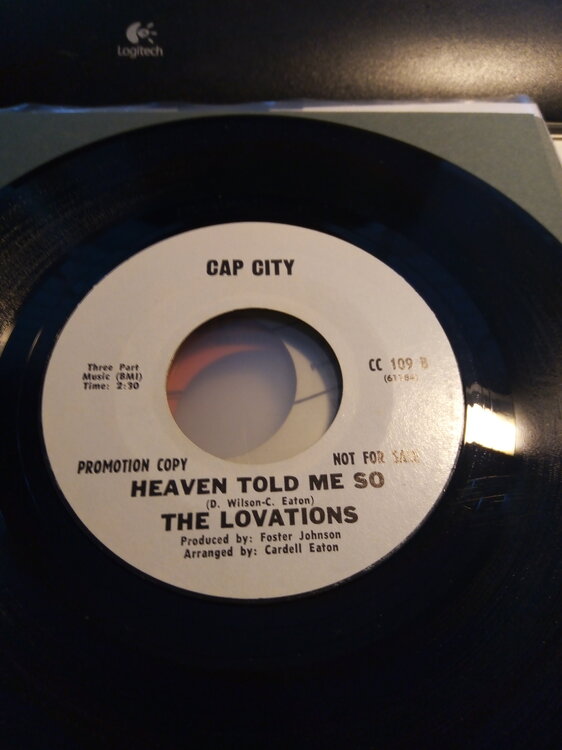 Logitech
CAP CITY
Three Part
Music (BMI)
Time: 2:30
CC 109 B
PROMOTION COPY
NOT FOR SALE
HEAVEN TOLD ME SO
(D. Wilson-C. Eaton)
THE LOVATIONS
Produced by: Foster Johnson
Arranged by: Cardell Eaton